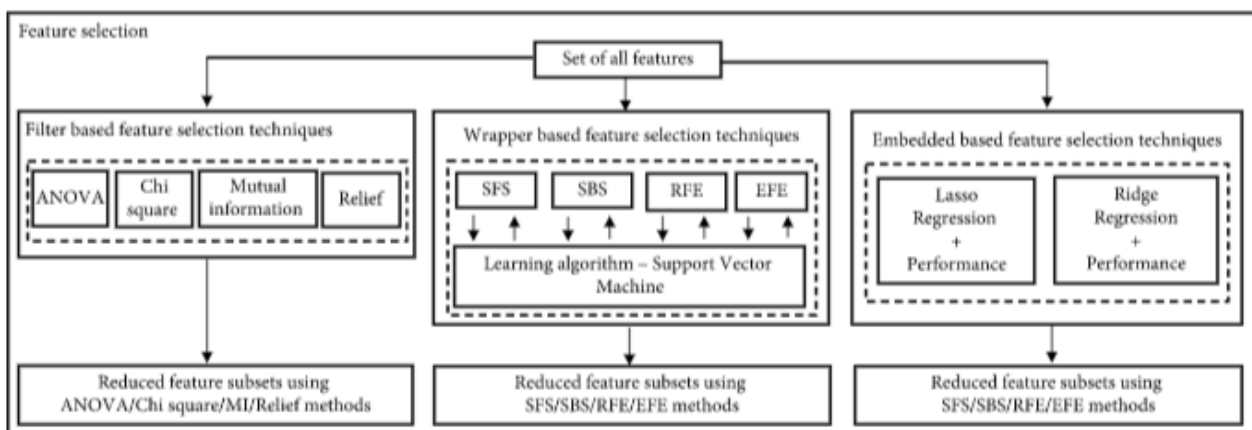 Feature selection
Set of all features
Filter based feature selection techniques
ANOVA
Chi
square
Mutual
information
Relief
Wrapper based feature selection techniques
SFS
SBS
RFE
EFE
Learning algorithm – Support Vector
Machine
Embedded based feature selection techniques
Lasso
Regression
+
Performance
Ridge
Regression
+
Performance
Reduced feature subsets using
ANOVA/Chi square/MI/Relief methods
Reduced feature subsets using
SFS/SBS/RFE/EFE methods
Reduced feature subsets using
SFS/SBS/RFE/EFE methods